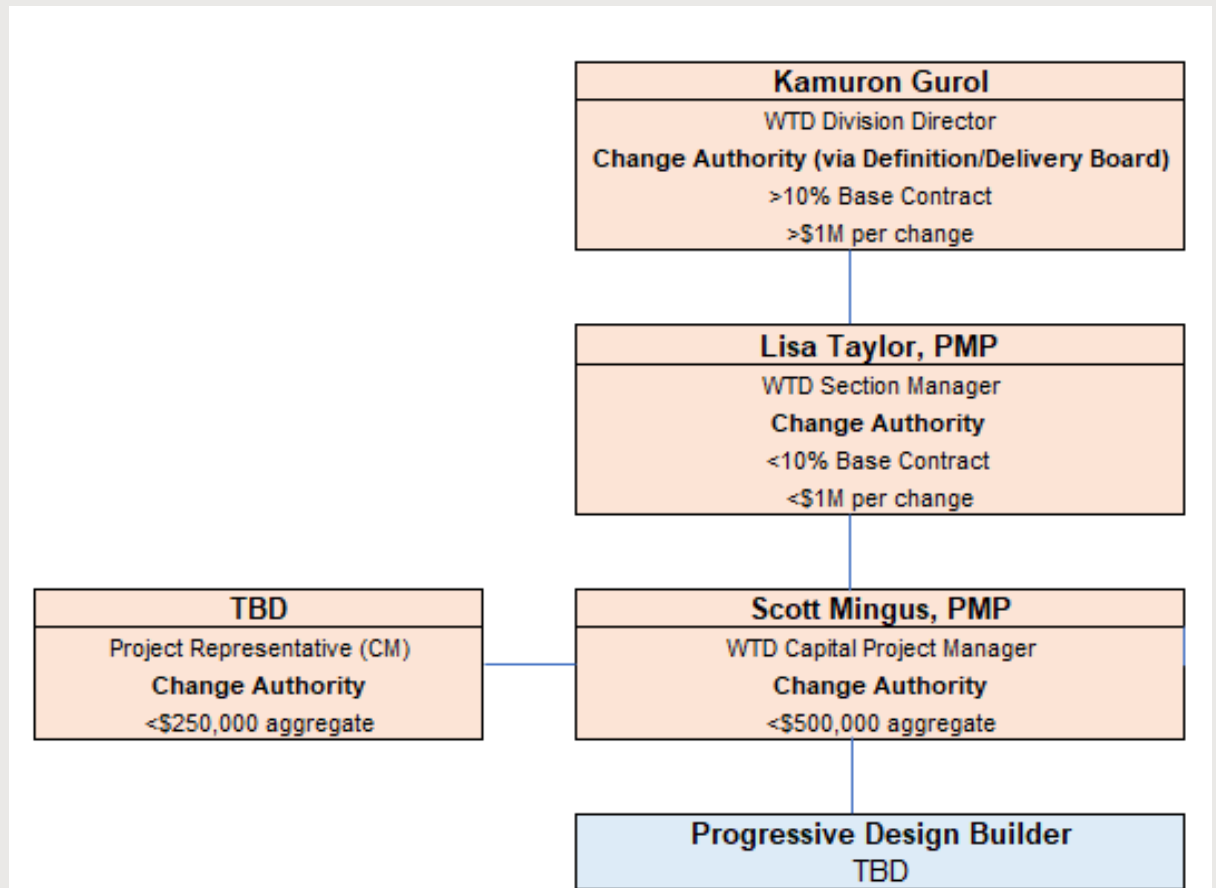 Kamuron Gurol
WTD Division Director
Change Authority (via Definition/Delivery Board)
>10% Base Contract
>$1M per change
Lisa Taylor, PMP
WTD Section Manager
Change Authority
<10% Base Contract
<$1M per change
TBD
Project Representative (CM)
Change Authority
<$250,000 aggregate
Scott Mingus, PMP
WTD Capital Project Manager
Change Authority
<$500,000 aggregate
Progressive Design Builder
TBD